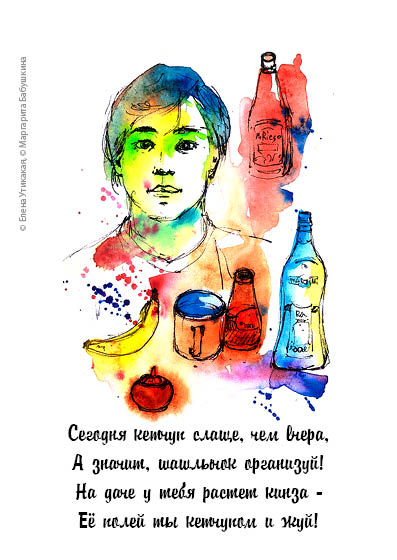 © Елена Утикакая, © Маргарита Бабушкина
J
Сегодня кетчуп слаще, чем вчера,
А значит, шашлычок организуй!
На даче у тебя растет кинза -
Её полей ты кетчупом и жуй!